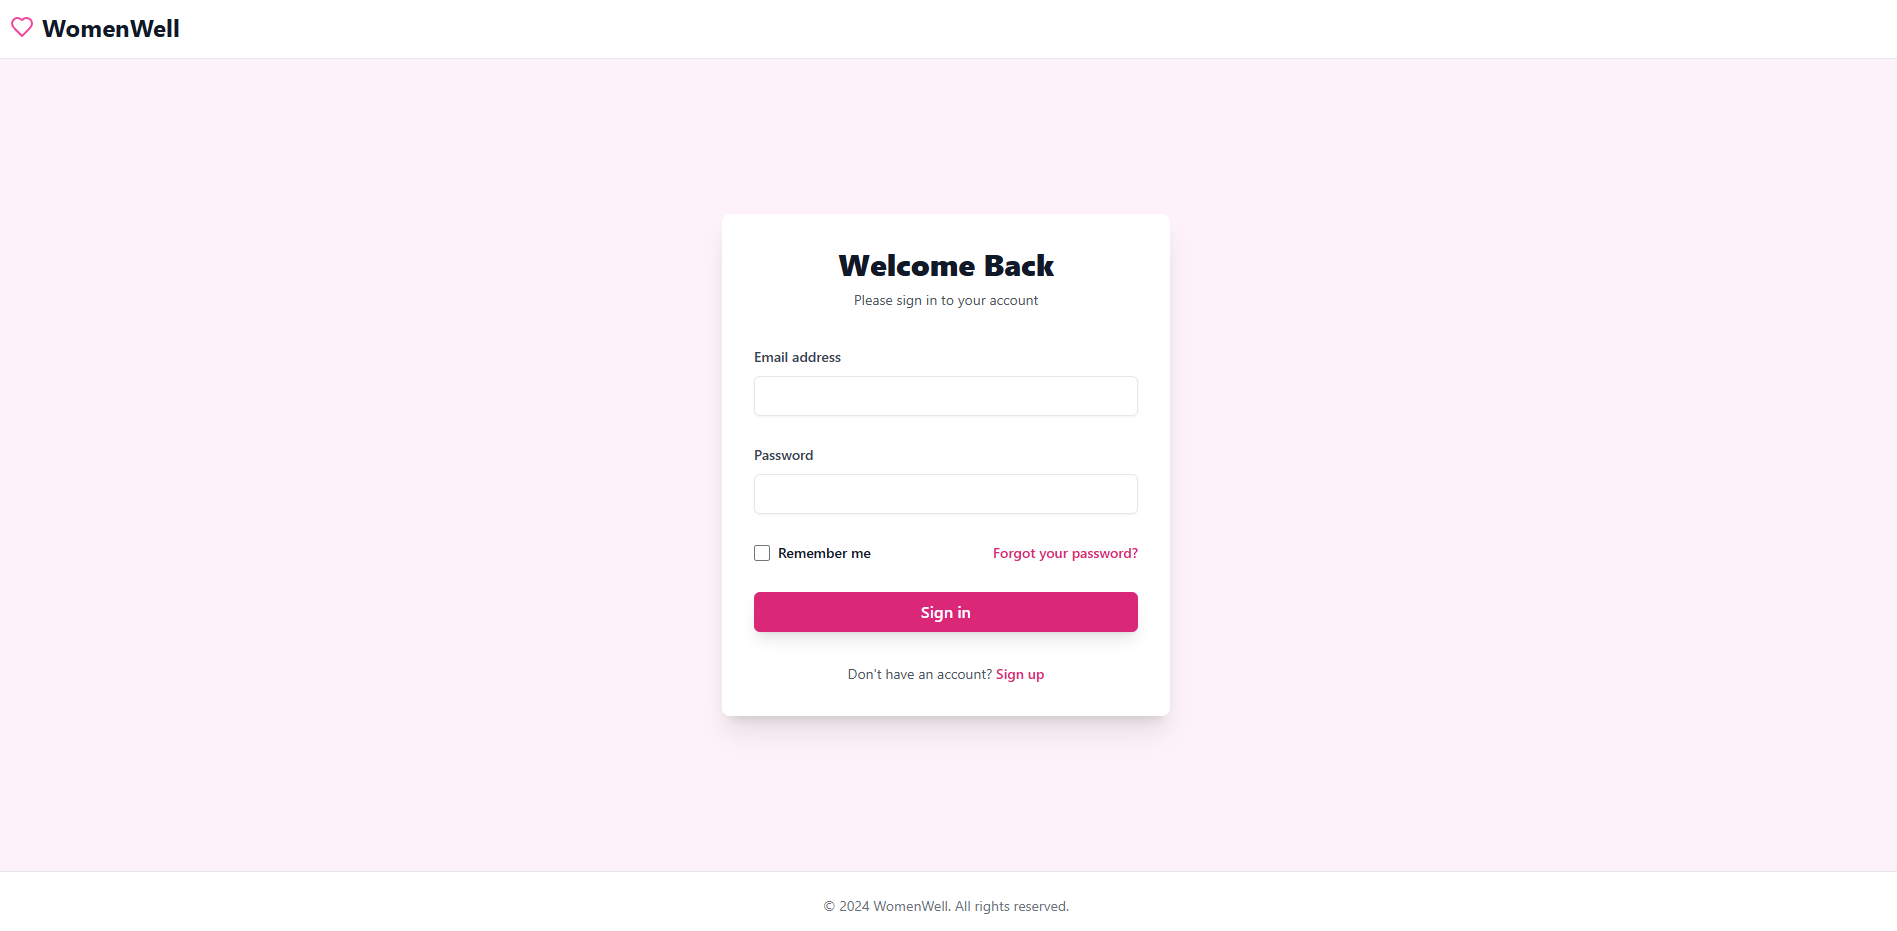 WomenWell
Welcome Back
Please sign in to your account
Email address
Password
Remember me
Forgot your password?
Sign in
Don't have an account? Sign up
© 2024 WomenWell. All rights reserved.